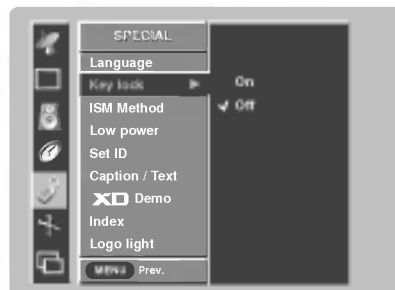 SPECIAL
Language
Key lock
On
ISM Method
Off
Low power
Set ID
Caption / Text
XD Demo
Index
Logo light
MENU Prev.